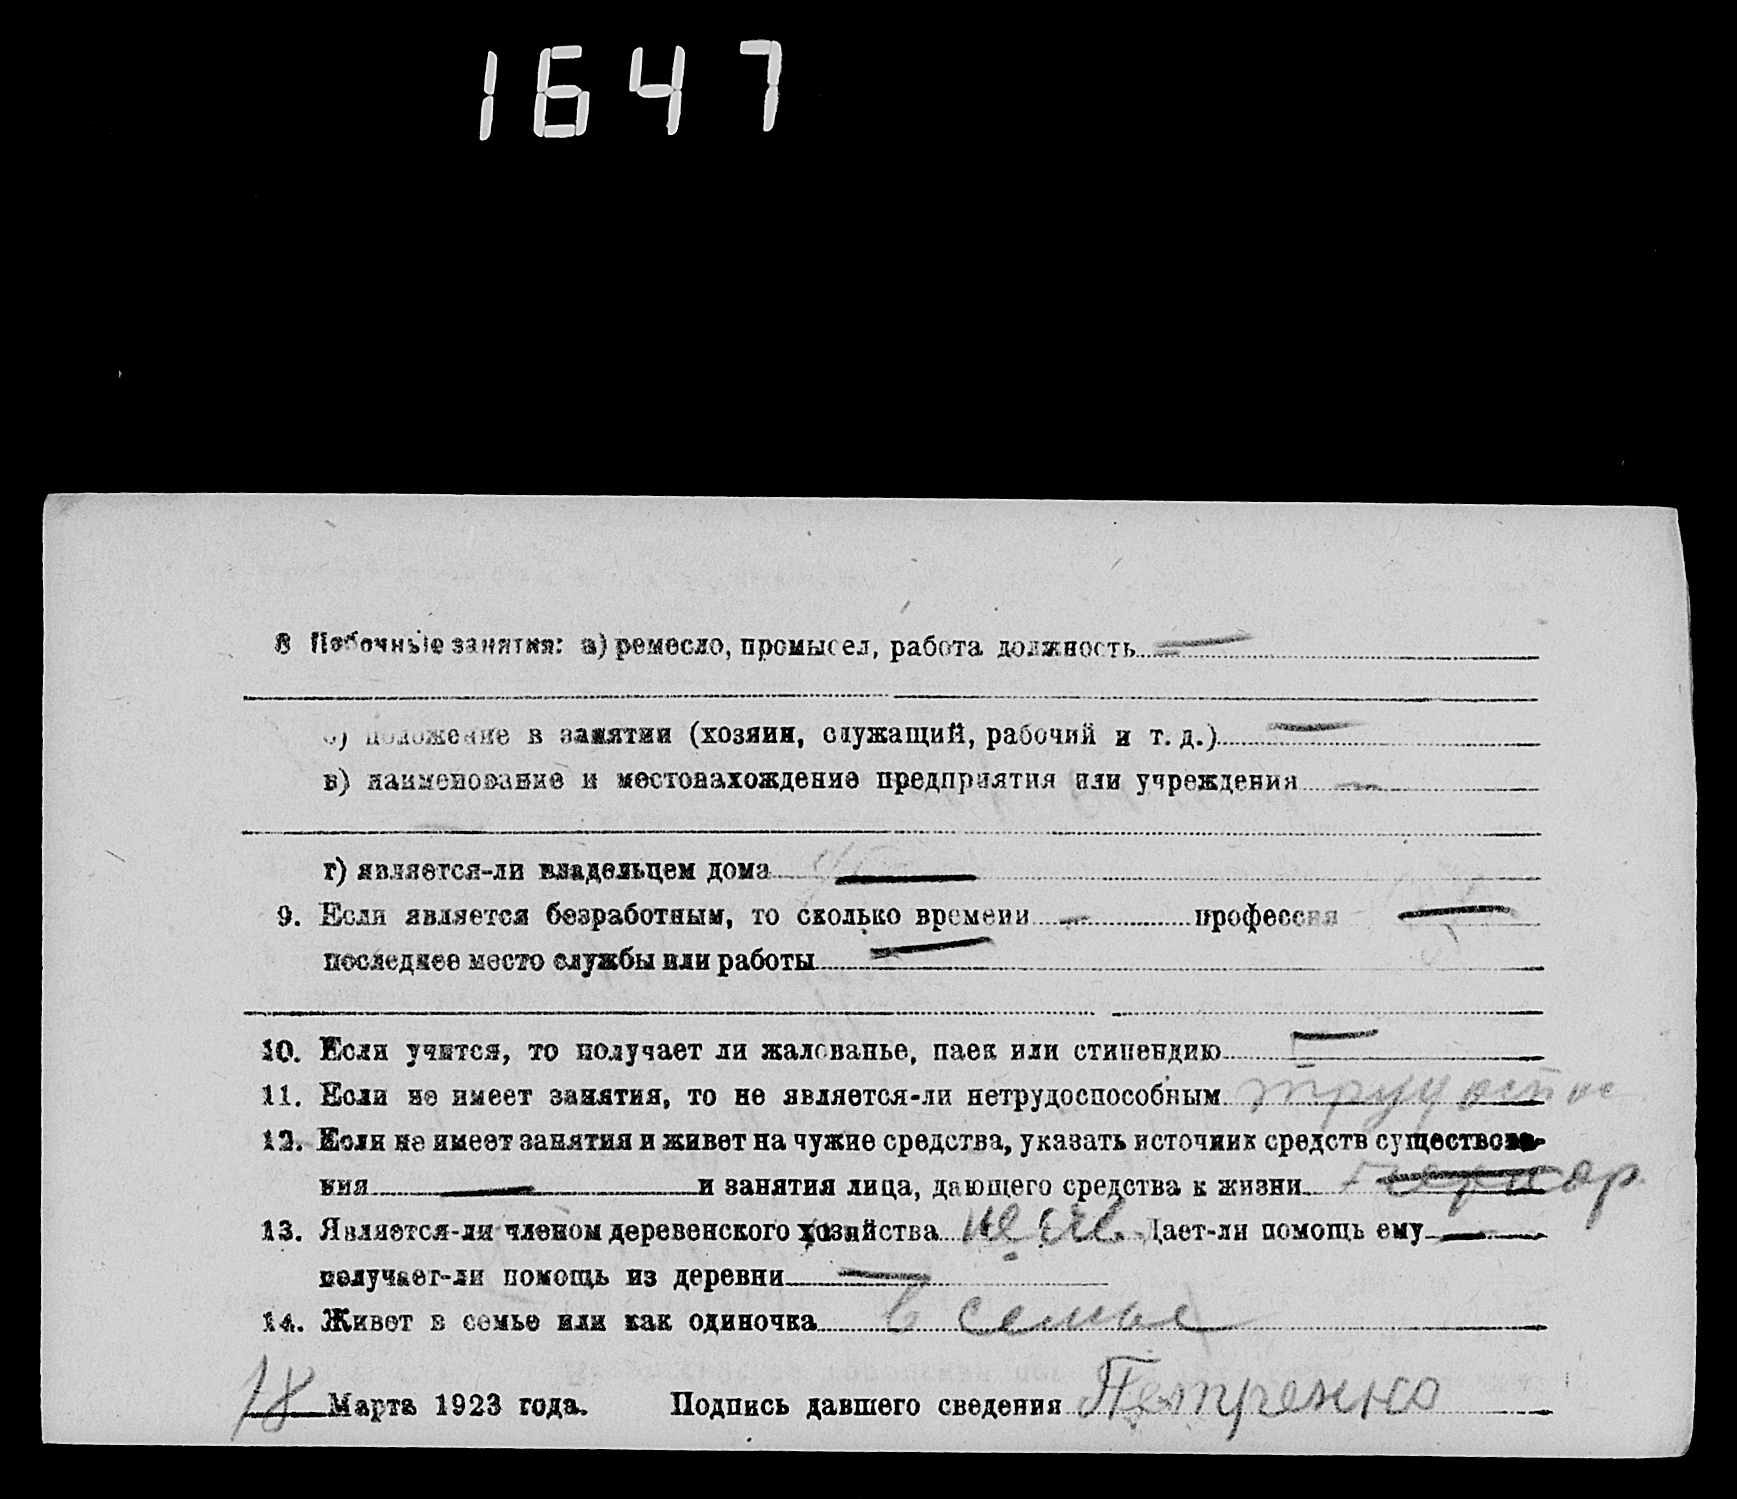 1647
8 Побочные занятия: а) ремесло, промысел, работа должность —
б) положение в занятии (хозяин, служащий, рабочий и т. д.) —
в) наименование и местонахождение предприятия или учреждения —
г) является-ли владельцем дома —
9. Если является безработным, то сколько времени — профессия —
последнее место службы или работы —
10. Если учится, то получает ли жалованье, паек или стипендию —
11. Если не имеет занятия, то не является-ли нетрудоспособным
12. Если не имеет занятия и живет на чужие средства, указать источник средств существова-
ния — и занятия лица, дающего средства к жизни
13. Является-ли членом деревенского хозяйства не явл. Дает-ли помощь ему —
получает-ли помощь из деревни —
14. Живет в семье или как одиночка в семье
18 Марта 1923 года. Подпись давшего сведения Петренко